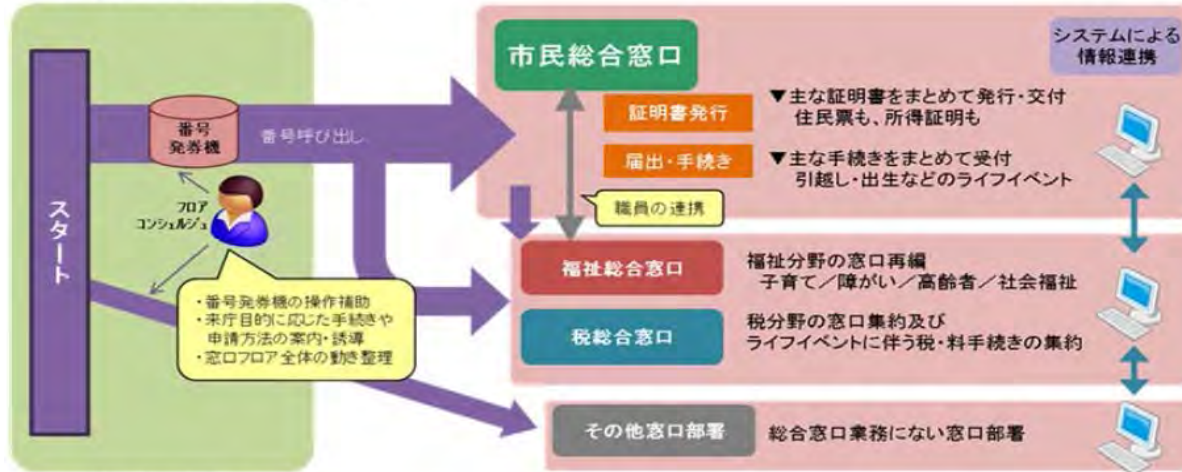 スタート
番号
発券機
番号呼び出し
フロア
コンシェルジュ
・番号発券機の操作補助
・来庁目的に応じた手続きや
申請方法の案内・誘導
・窓口フロア全体の動き整理
市民総合窓口
システムによる
情報連携
証明書発行
▼主な証明書をまとめて発行・交付
住民票も、所得証明も
届出・手続き
▼主な手続きをまとめて受付
引越し・出生などのライフイベント
職員の連携
福祉総合窓口
福祉分野の窓口再編
子育て／障がい／高齢者／社会福祉
税総合窓口
税分野の窓口集約及び
ライフイベントに伴う税・料手続きの集約
その他窓口部署
総合窓口業務にない窓口部署